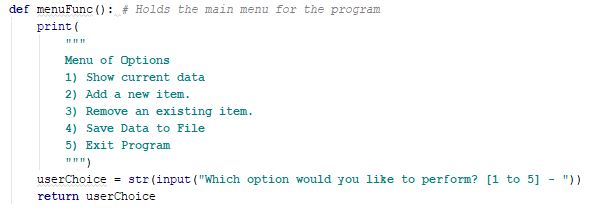 def menuFunc(): # Holds the main menu for the program
print(
"""
Menu of Options
1) Show current data
2) Add a new item.
3) Remove an existing item.
4) Save Data to File
5) Exit Program
""")
userChoice = str(input("Which option would you like to perform? [1 to 5] - "))
return userChoice